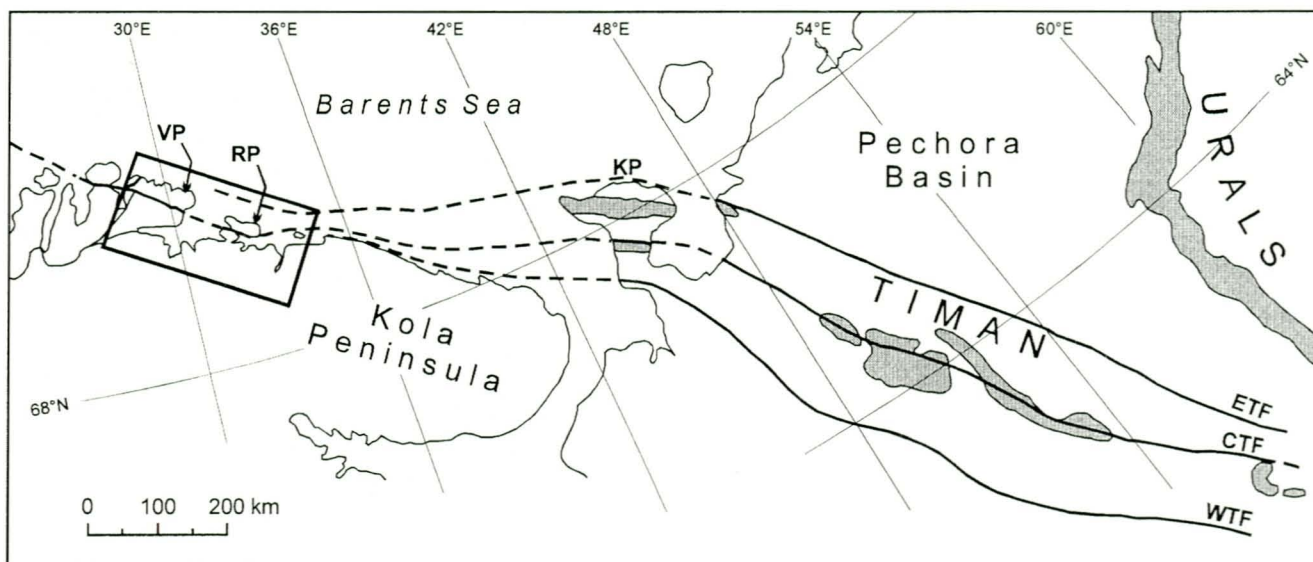 30°E
36°E
42°E
48°E
54°E
60°E
64°N
Barents Sea
VP
RP
KP
Pechora
Basin
URALS
TIMAN
Kola
Peninsula
68°N
ETF
CTF
WTF
0 100 200 km